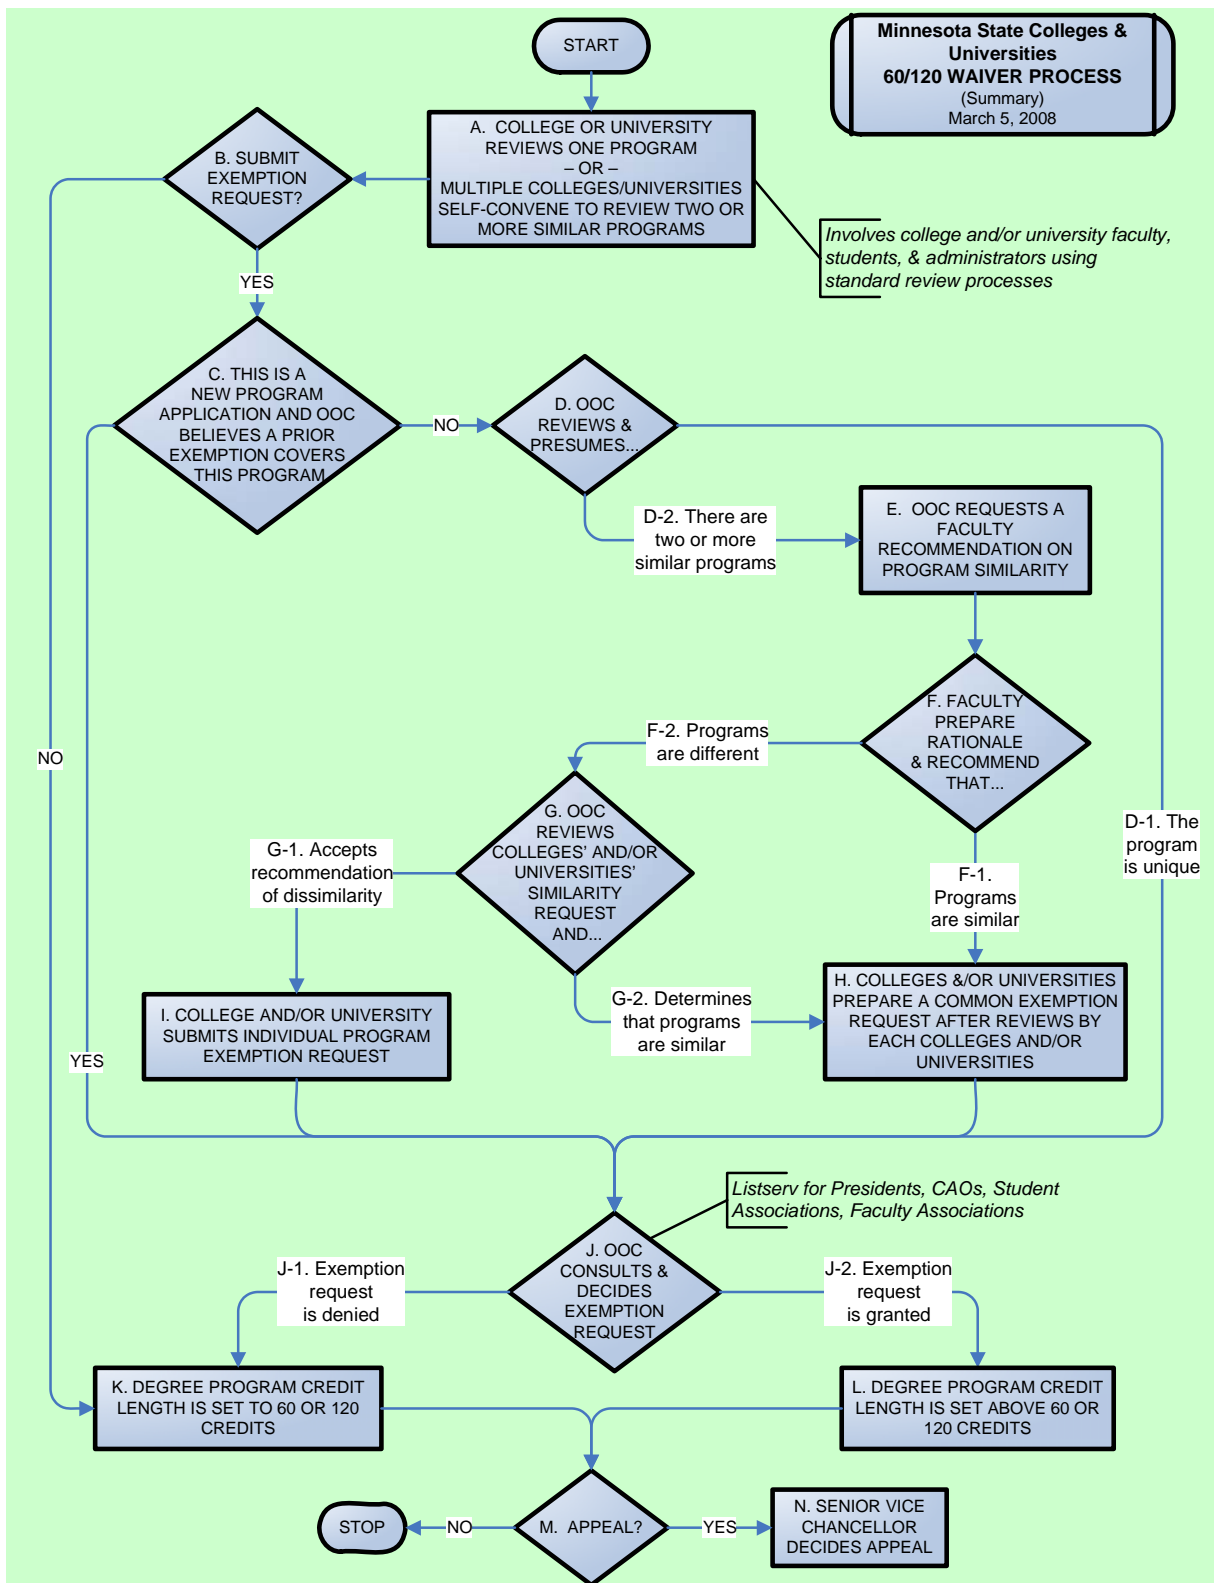 START
Minnesota State Colleges &
Universities
60/120 WAIVER PROCESS
(Summary)
March 5, 2008
A. COLLEGE OR UNIVERSITY
REVIEWS ONE PROGRAM
– OR –
MULTIPLE COLLEGES/UNIVERSITIES
SELF-CONVENE TO REVIEW TWO OR
MORE SIMILAR PROGRAMS
B. SUBMIT
EXEMPTION
REQUEST?
Involves college and/or university faculty,
students, & administrators using
standard review processes
YES
C. THIS IS A
NEW PROGRAM
APPLICATION AND OOC
BELIEVES A PRIOR
EXEMPTION COVERS
THIS PROGRAM
NO
D. OOC
REVIEWS &
PRESUMES...
D-2. There are
two or more
similar programs
E. OOC REQUESTS A
FACULTY
RECOMMENDATION ON
PROGRAM SIMILARITY
F. FACULTY
PREPARE
RATIONALE
& RECOMMEND
THAT...
F-2. Programs
are different
NO
G. OOC
REVIEWS
COLLEGES' AND/OR
UNIVERSITIES'
SIMILARITY
REQUEST
AND...
G-1. Accepts
recommendation
of dissimilarity
D-1. The
program
is unique
F-1.
Programs
are similar
H. COLLEGES &/OR UNIVERSITIES
PREPARE A COMMON EXEMPTION
REQUEST AFTER REVIEWS BY
EACH COLLEGES AND/OR
UNIVERSITIES
G-2. Determines
that programs
are similar
I. COLLEGE AND/OR UNIVERSITY
SUBMITS INDIVIDUAL PROGRAM
EXEMPTION REQUEST
YES
Listserv for Presidents, CAOs, Student
Associations, Faculty Associations
J. OOC
CONSULTS &
DECIDES
EXEMPTION
REQUEST
J-1. Exemption
request
is denied
J-2. Exemption
request
is granted
K. DEGREE PROGRAM CREDIT
LENGTH IS SET TO 60 OR 120
CREDITS
L. DEGREE PROGRAM CREDIT
LENGTH IS SET ABOVE 60 OR
120 CREDITS
M. APPEAL?
NO
STOP
YES
N. SENIOR VICE
CHANCELLOR
DECIDES APPEAL